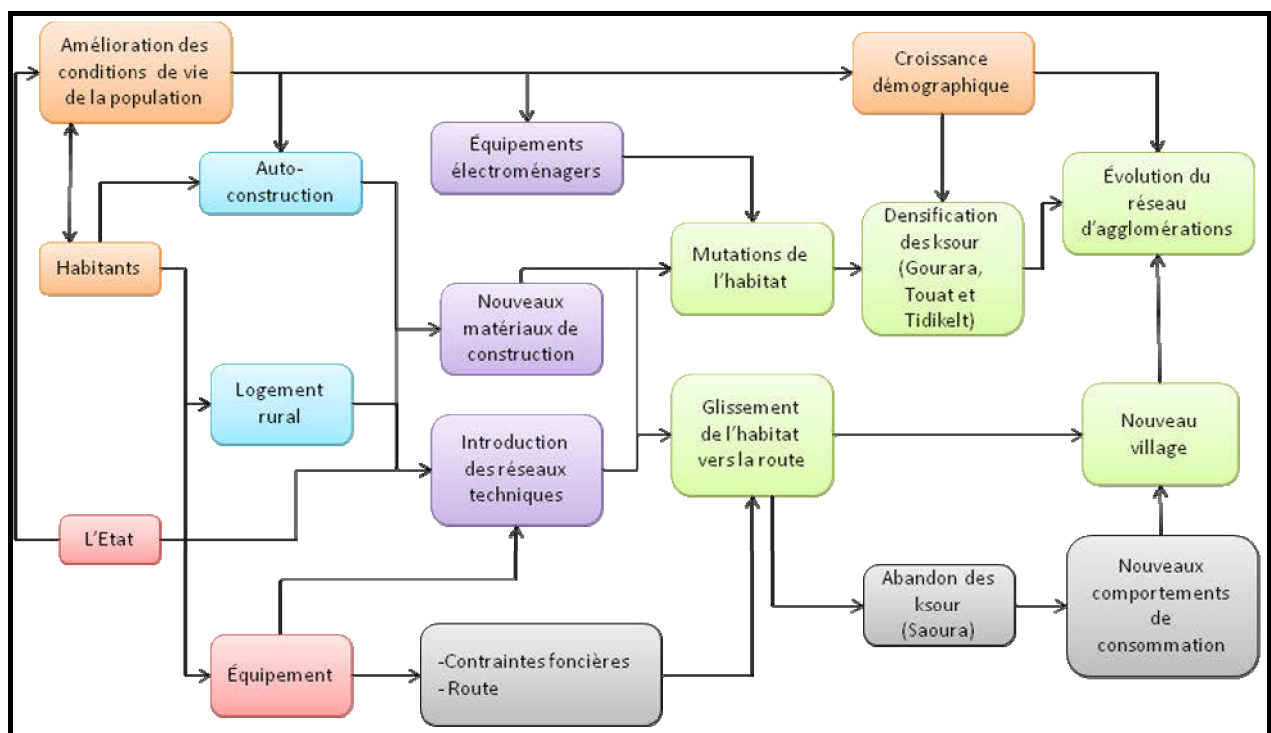 Amélioration des
conditions de vie
de la population
Croissance
démographique
Auto-
construction
Équipements
électroménagers
Évolution du
réseau
d'agglomérations
Habitants
Mutations de
l'habitat
Densification
des ksour
(Gourara,
Touat et
Tidikelt)
Nouveaux
matériaux de
construction
Logement
rural
Introduction
des réseaux
techniques
Glissement
de l'habitat
vers la route
Nouveau
village
L'Etat
Abandon des
ksour
(Saoura)
Nouveaux
comportements
de
consommation
Équipement
-Contraintes foncières
- Route